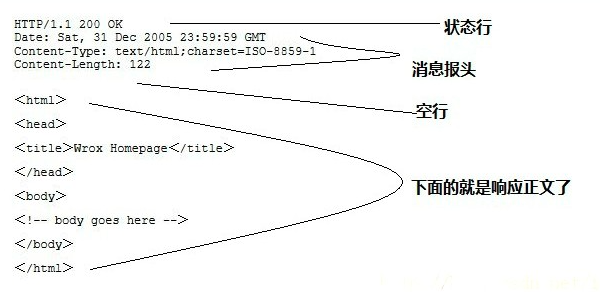 HTTP/1.1 200 OK
状态行
Date: Sat, 31 Dec 2005 23:59:59 GMT
Content-Type: text/html;charset=ISO-8859-1
消息报头
Content-Length: 122
空行
<html>
<head>
<title>Wrox Homepage</title>
</head>
下面的就是响应正文了
<body>
<!-- body goes here -->
</body>
</html>